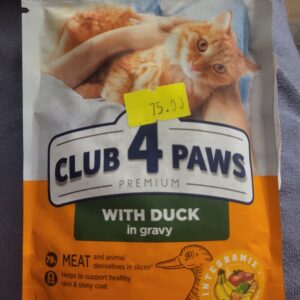 75.00
CLUB 4 PAWS
PREMIUM
WITH DUCK
in gravy
MEAT and animal
derivatives in slices*
Helps to support healthy
skin & shiny coat
INTEGRAMIX